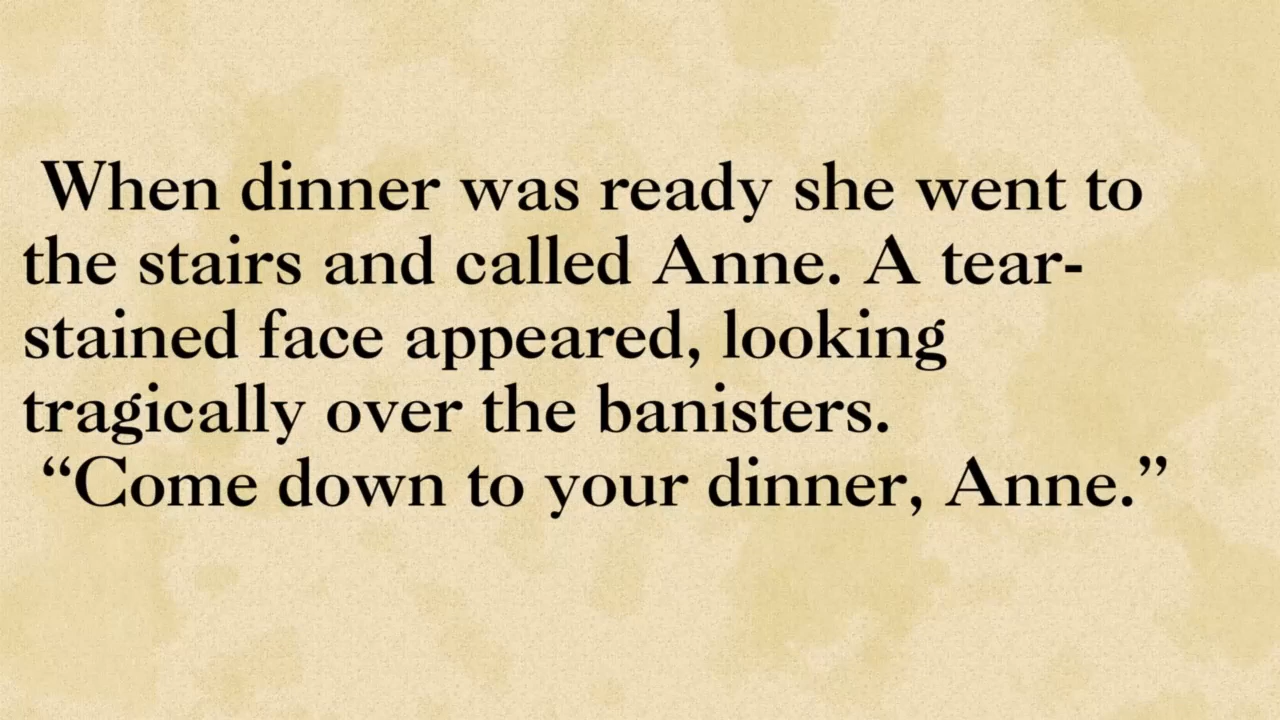 When dinner was ready she went to
the stairs and called Anne. A tear-
stained face appeared, looking
tragically over the banisters.
“Come down to your dinner, Anne.”